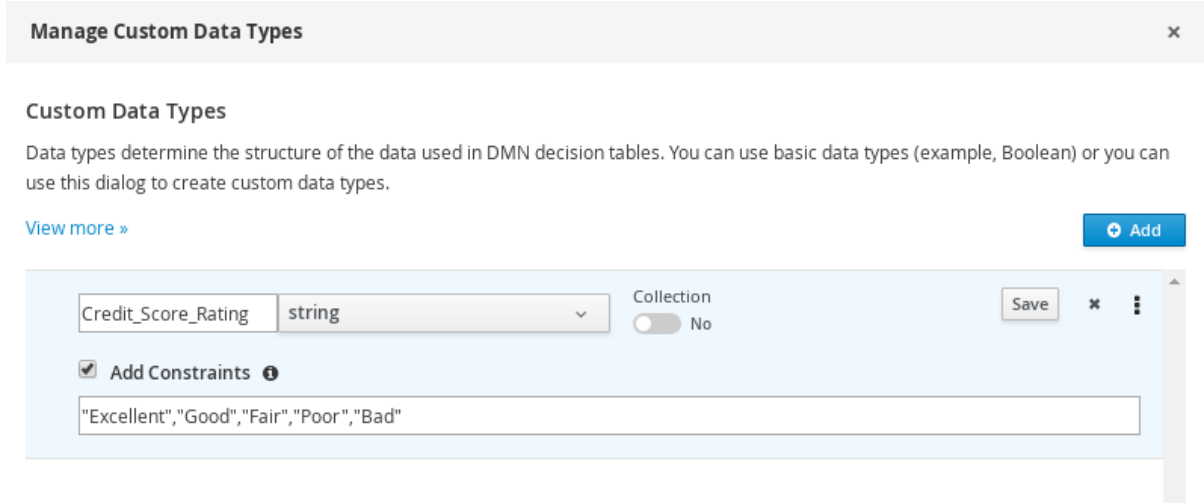 Manage Custom Data Types
Custom Data Types
Data types determine the structure of the data used in DMN decision tables. You can use basic data types (example, Boolean) or you can
use this dialog to create custom data types.
View more »
Add
Credit_Score_Rating
string
Collection
No
Save
Add Constraints
"Excellent","Good","Fair","Poor","Bad"